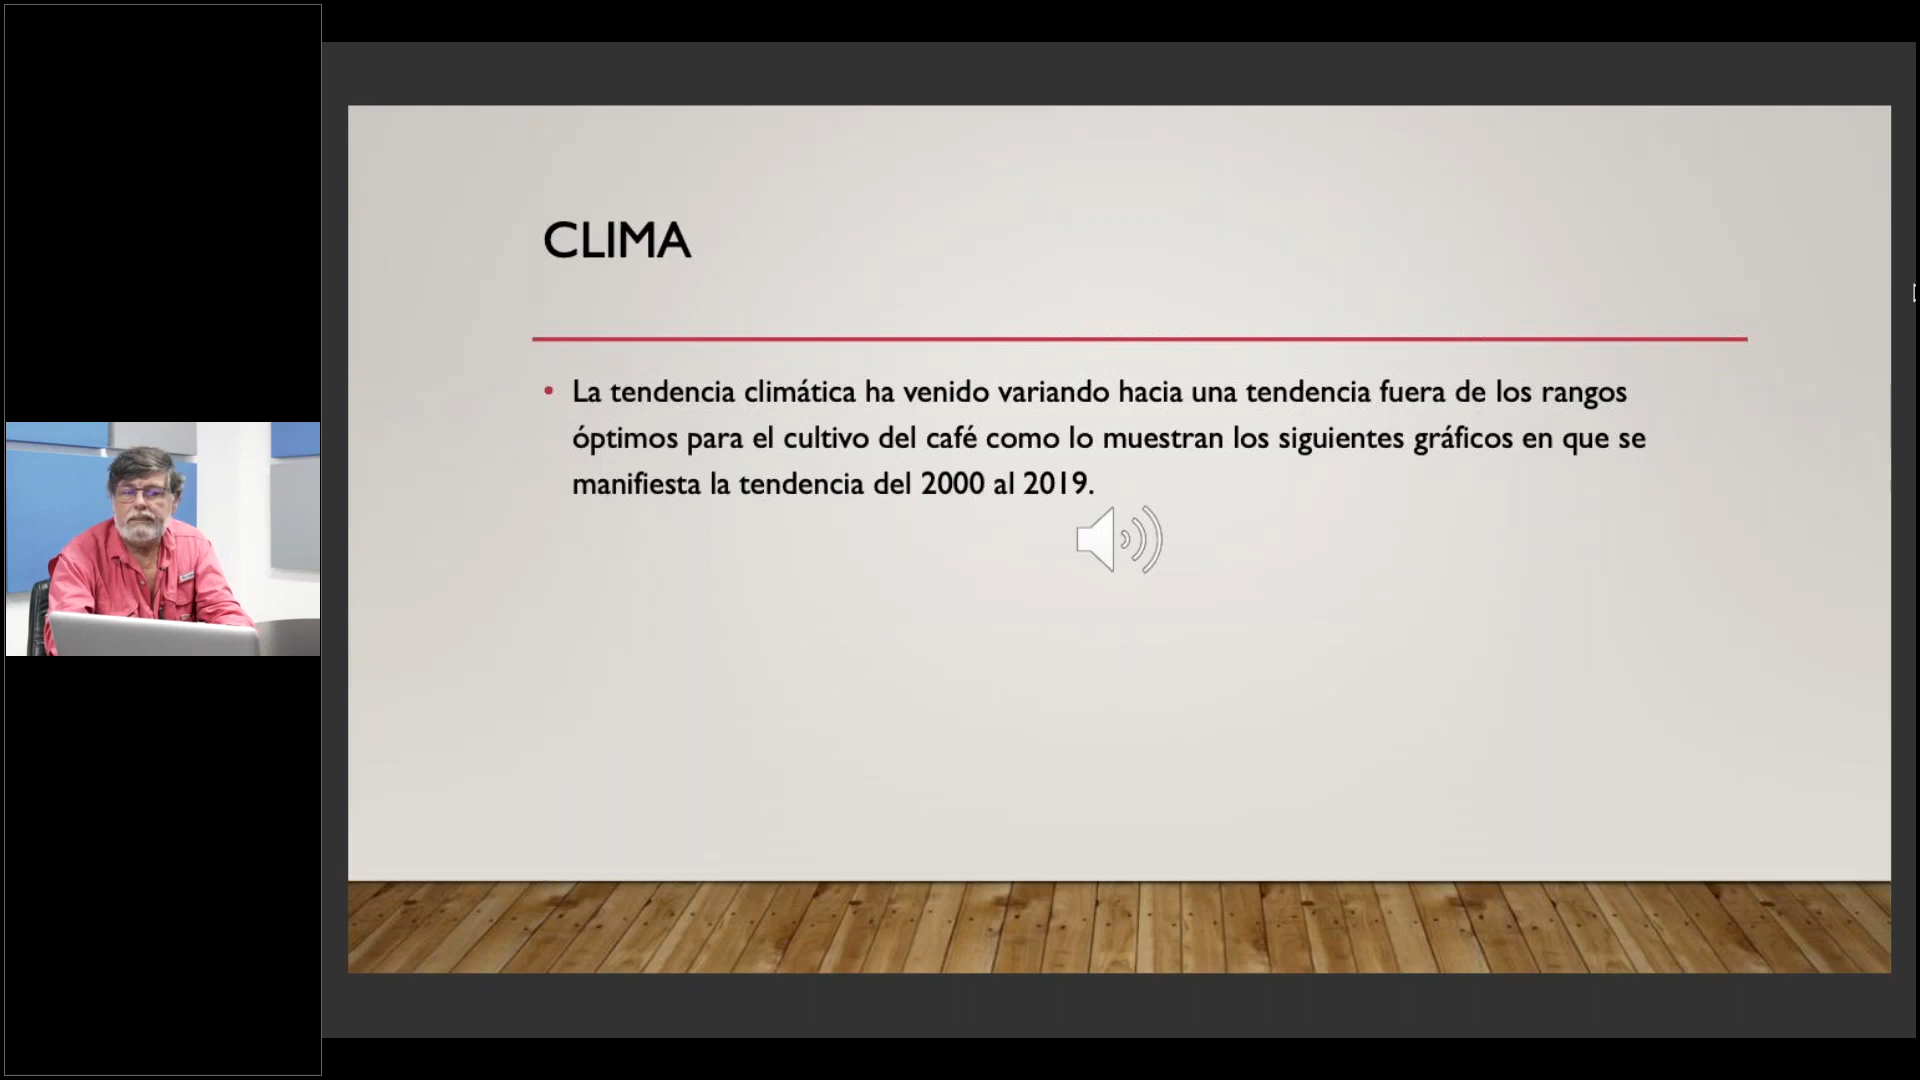 CLIMA
• La tendencia climática ha venido variando hacia una tendencia fuera de los rangos
óptimos para el cultivo del café como lo muestran los siguientes gráficos en que se
manifiesta la tendencia del 2000 al 2019.